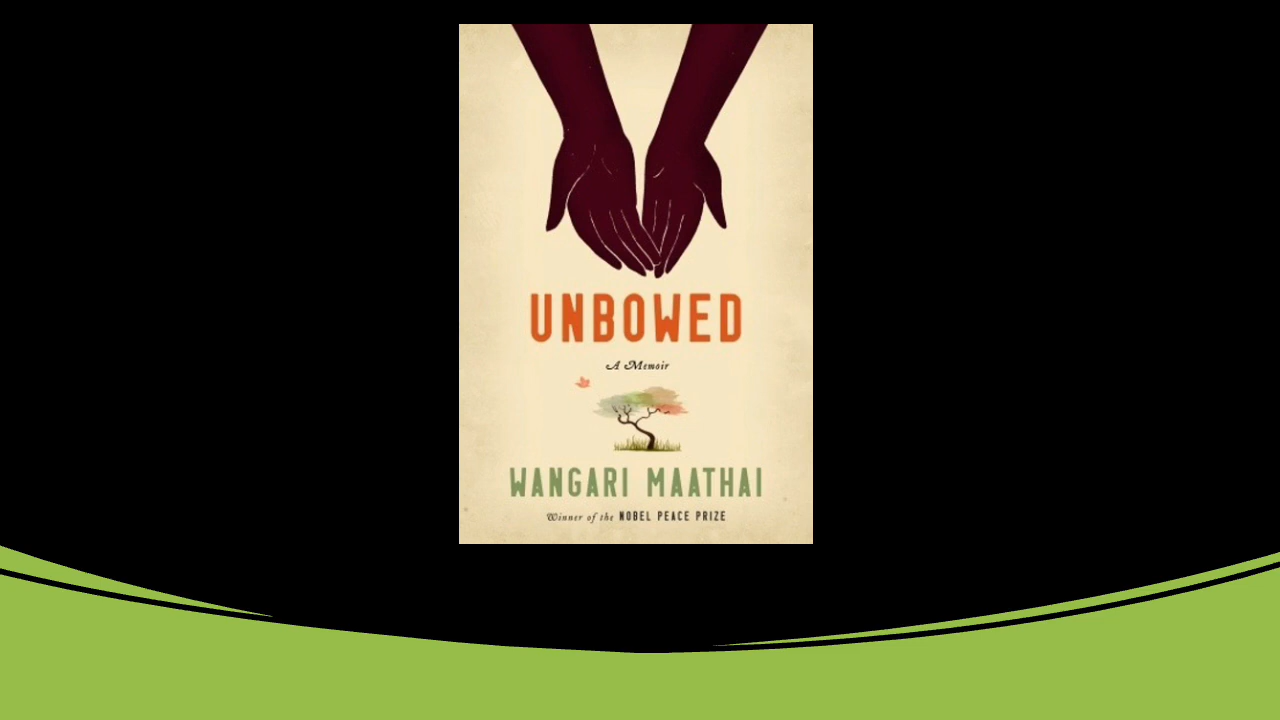 UNBOWED
A Memoir
WANGARI MAATHAI
Winner of the NOBEL PEACE PRIZE